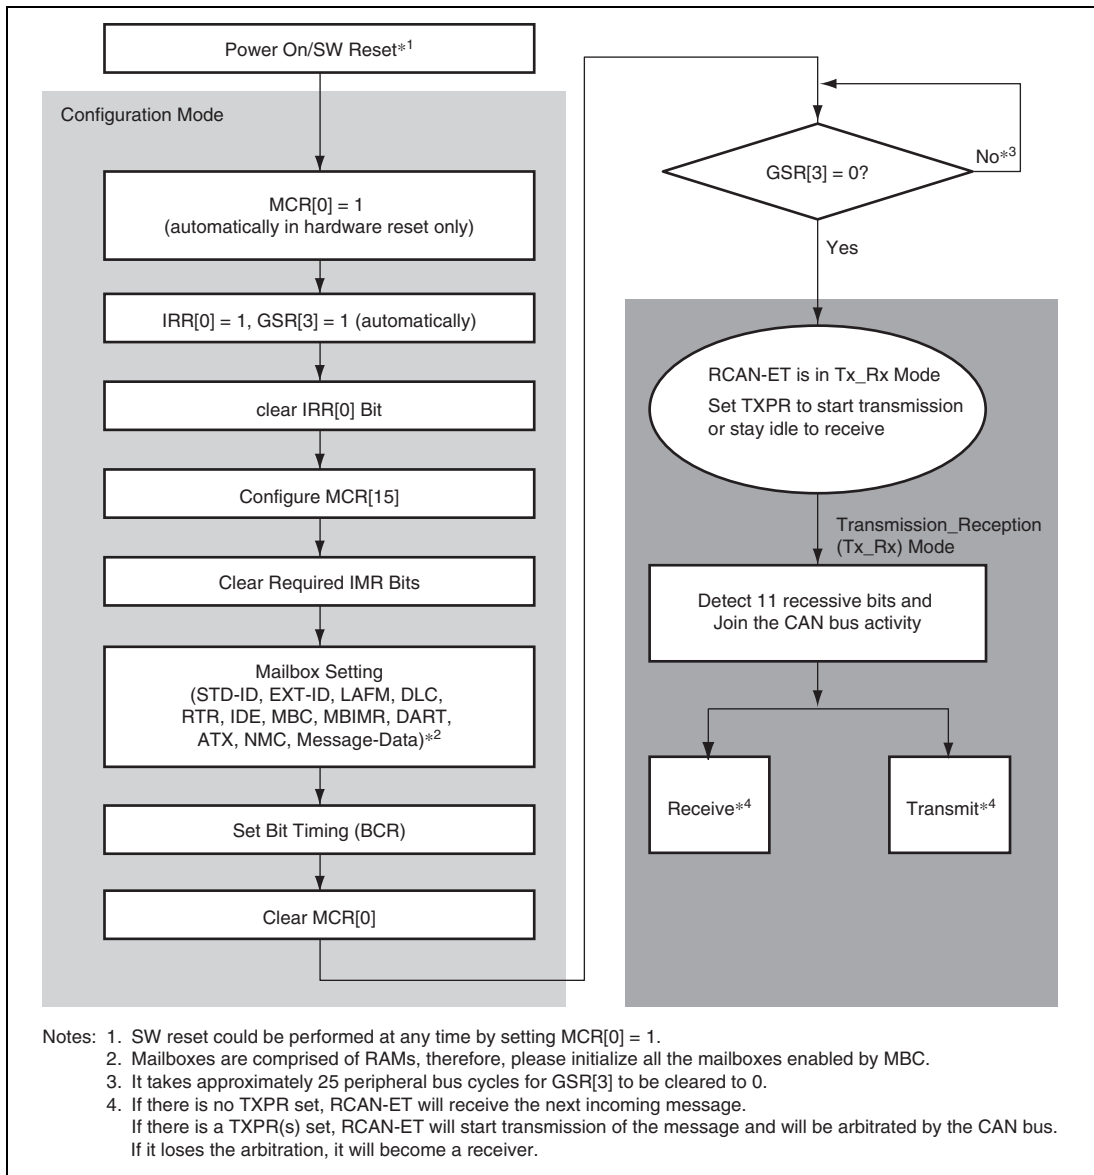 Power On/SW Reset*1
Configuration Mode
MCR[0] = 1
(automatically in hardware reset only)
IRR[0] = 1, GSR[3] = 1 (automatically)
clear IRR[0] Bit
Configure MCR[15]
Clear Required IMR Bits
Mailbox Setting
(STD-ID, EXT-ID, LAFM, DLC,
RTR, IDE, MBC, MBIMR, DART,
ATX, NMC, Message-Data)*2
Set Bit Timing (BCR)
Clear MCR[0]
GSR[3] = 0?
No*3
Yes
RCAN-ET is in Tx_Rx Mode
Set TXPR to start transmission
or stay idle to receive
Transmission_Reception
(Tx_Rx) Mode
Detect 11 recessive bits and
Join the CAN bus activity
Receive*4
Transmit*4
Notes: 1. SW reset could be performed at any time by setting MCR[0] = 1.
2. Mailboxes are comprised of RAMs, therefore, please initialize all the mailboxes enabled by MBC.
3. It takes approximately 25 peripheral bus cycles for GSR[3] to be cleared to 0.
4. If there is no TXPR set, RCAN-ET will receive the next incoming message.
If there is a TXPR(s) set, RCAN-ET will start transmission of the message and will be arbitrated by the CAN bus.
If it loses the arbitration, it will become a receiver.